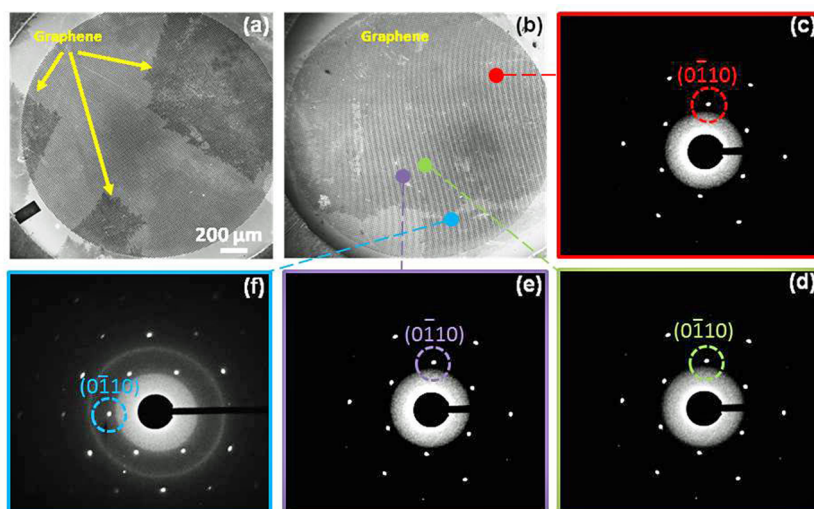 (a)
Graphene
200 µm
(b)
Graphene
(c)
(01̅10)
(f)
(01̅10)
(e)
(01̅10)
(d)
(01̅10)